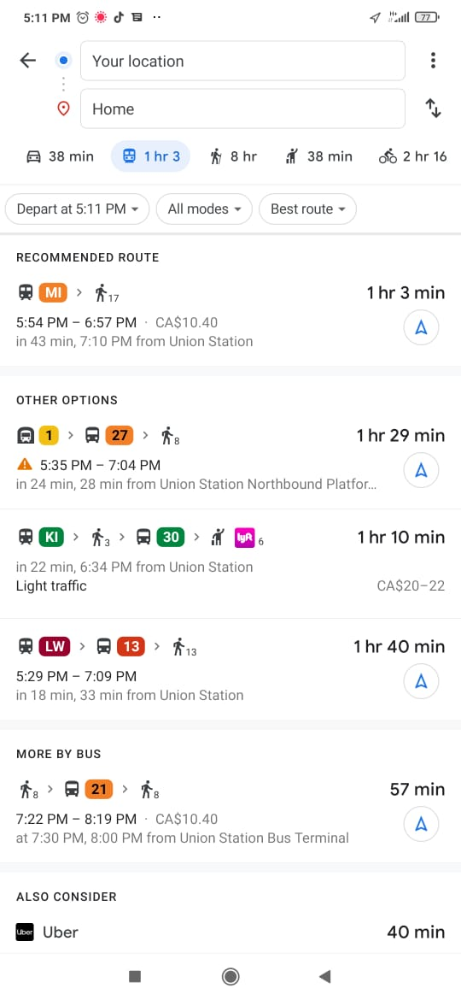 5:11 PM
77
Your location
Home
38 min
1 hr 3
8 hr
38 min
2 hr 16
Depart at 5:11 PM
All modes
Best route
RECOMMENDED ROUTE
MI > 17
1 hr 3 min
5:54 PM – 6:57 PM · CA$10.40
in 43 min, 7:10 PM from Union Station
OTHER OPTIONS
1 > 27 > 8
1 hr 29 min
5:35 PM – 7:04 PM
in 24 min, 28 min from Union Station Northbound Platfor...
KI > 3 > 30 > lyft 6
1 hr 10 min
in 22 min, 6:34 PM from Union Station
Light traffic
CA$20–22
LW > 13 > 13
1 hr 40 min
5:29 PM – 7:09 PM
in 18 min, 33 min from Union Station
MORE BY BUS
8 > 21 > 8
57 min
7:22 PM – 8:19 PM · CA$10.40
at 7:30 PM, 8:00 PM from Union Station Bus Terminal
ALSO CONSIDER
Uber Uber
40 min